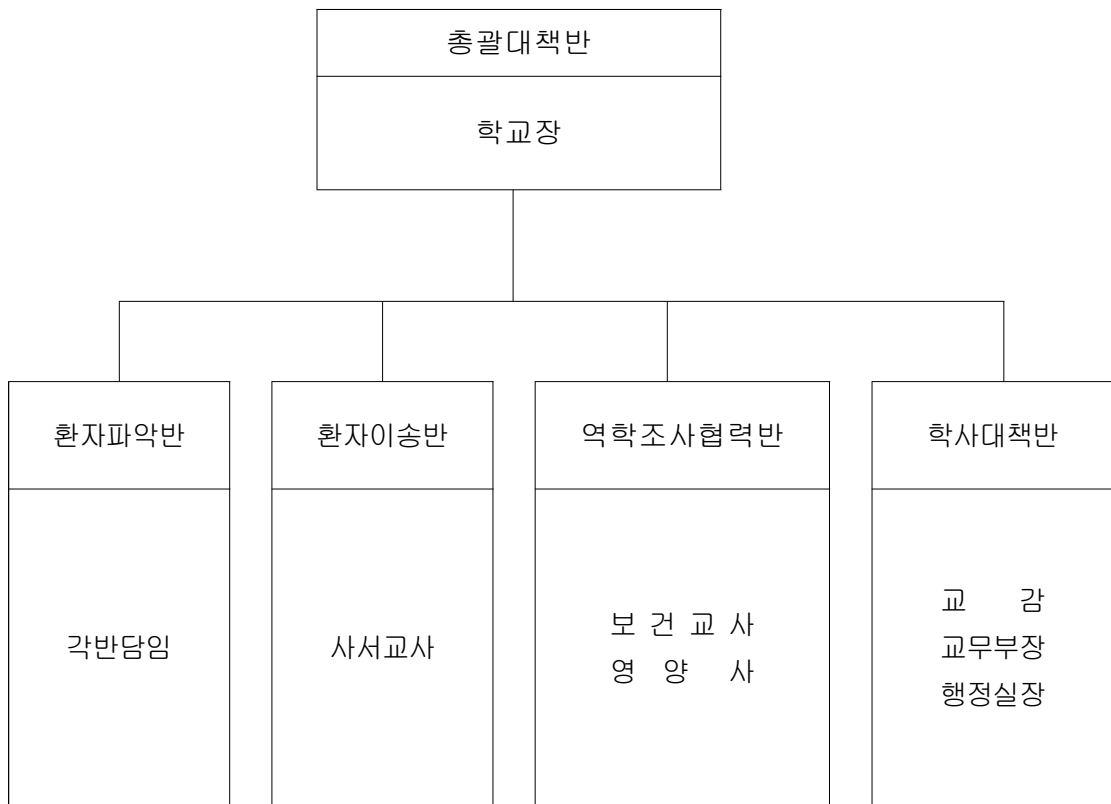 총괄대책반
학교장
환자파악반
환자이송반
역학조사협력반
학사대책반
각반담임
사서교사
보 건 교 사
영 양 사
교 감
교무부장
행정실장